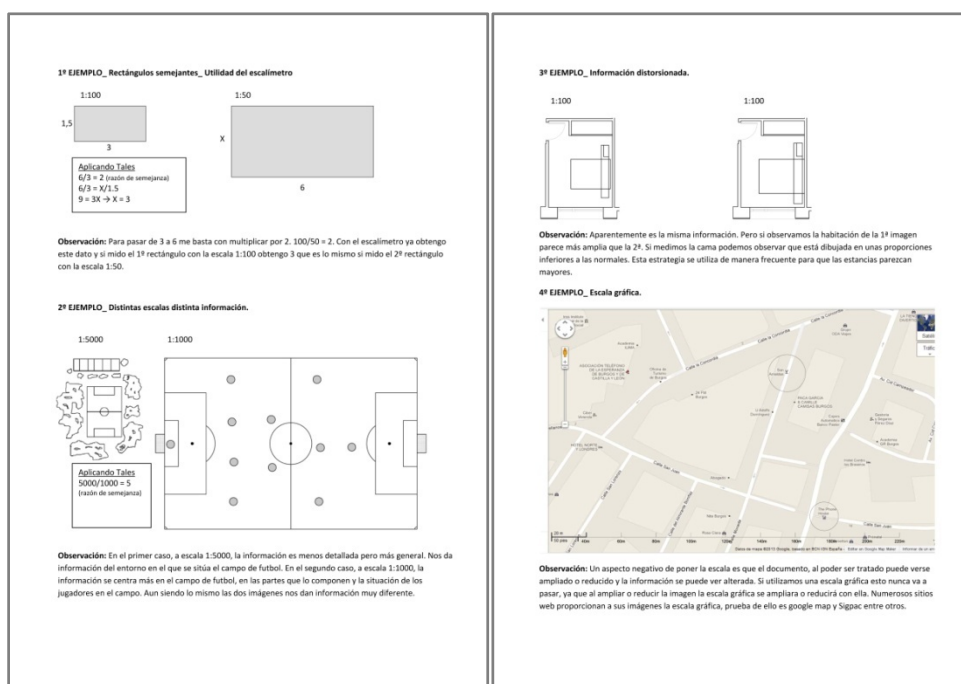 1º EJEMPLO_ Rectángulos semejantes_ Utilidad del escalímetro
1:100
1:50
1,5
3
X
6
Aplicando Tales
6/3 = 2 (razón de semejanza)
6/3 = X/1.5
9 = 3X → X = 3
Observación: Para pasar de 3 a 6 me basta con multiplicar por 2. 100/50 = 2. Con el escalímetro ya obtengo
este dato y si mido el 1º rectángulo con la escala 1:100 obtengo 3 que es lo mismo si mido el 2º rectángulo
con la escala 1:50.
2º EJEMPLO_ Distintas escalas distinta información.
1:5000
1:1000
Aplicando Tales
5000/1000 = 5
(razón de semejanza)
Observación: En el primer caso, a escala 1:5000, la información es menos detallada pero más general. Nos da
información del entorno en el que se sitúa el campo de futbol. En el segundo caso, a escala 1:1000, la
información se centra más en el campo de futbol, en las partes que lo componen y la situación de los
jugadores en el campo. Aun siendo lo mismo las dos imágenes nos dan información muy diferente.
3º EJEMPLO_ Información distorsionada.
1:100
1:100
Observación: Aparentemente es la misma información. Pero si observamos la habitación de la 1ª imagen
parece más amplia que la 2ª. Si medimos la cama podemos observar que está dibujada en unas proporciones
inferiores a las normales. Esta estrategia se utiliza de manera frecuente para que las estancias parezcan
mayores.
4º EJEMPLO_ Escala gráfica.
Calle la Concordia
Calle la Concordia
Calle San Juan
Calle San Lorenzo
Calle San Juan
Observación: Un aspecto negativo de poner la escala es que el documento, al poder ser tratado puede verse
ampliado o reducido y la información se puede ver alterada. Si utilizamos una escala gráfica esto nunca va a
pasar, ya que al ampliar o reducir la imagen la escala gráfica se ampliara o reducirá con ella. Numerosos sitios
web proporcionan a sus imágenes la escala gráfica, prueba de ello es google map y Sigpac entre otros.